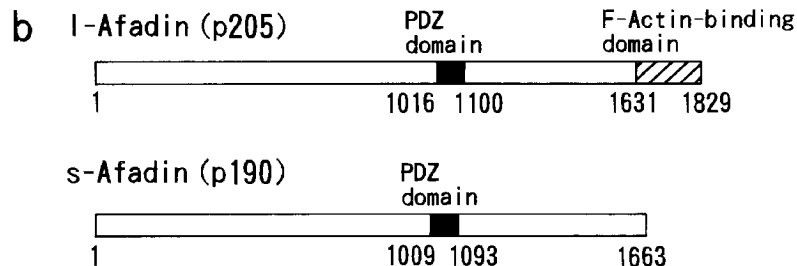 b
l-Afadin (p205)
PDZ
domain
F-Actin-binding
domain
1
1016
1100
1631
1829
s-Afadin (p190)
PDZ
domain
1
1009
1093
1663